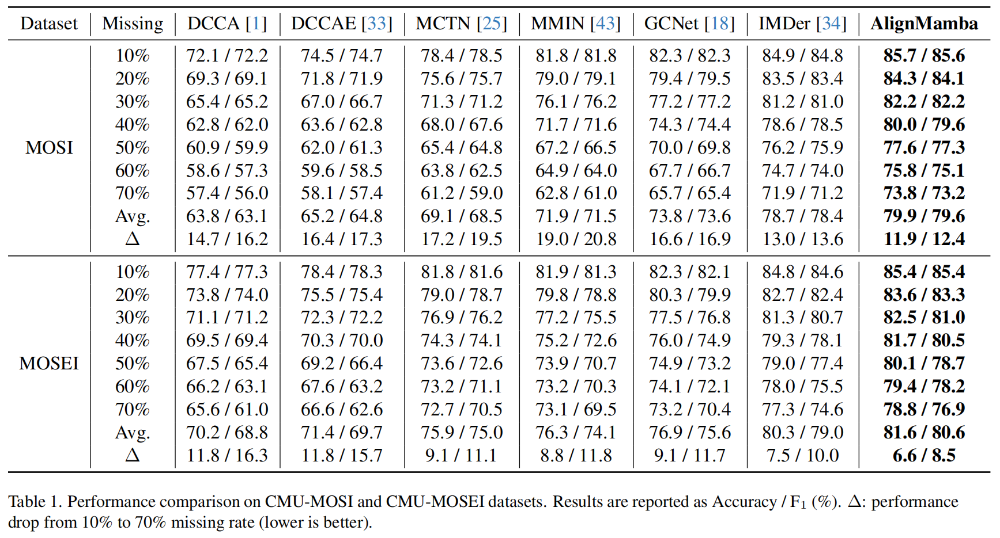 Dataset Missing DCCA [1] DCCAE [33] MCTN [25] MMIN [43] GCNet [18] IMDer [34] AlignMamba
10% 72.1 / 72.2 74.5 / 74.7 78.4 / 78.5 81.8 / 81.8 82.3 / 82.3 84.9 / 84.8 85.7 / 85.6
20% 69.3 / 69.1 71.8 / 71.9 75.6 / 75.7 79.0 / 79.1 79.4 / 79.5 83.5 / 83.4 84.3 / 84.1
30% 65.4 / 65.2 67.0 / 66.7 71.3 / 71.2 76.1 / 76.2 77.2 / 77.2 81.2 / 81.0 82.2 / 82.2
40% 62.8 / 62.0 63.6 / 62.8 68.0 / 67.6 71.7 / 71.6 74.3 / 74.4 78.6 / 78.5 80.0 / 79.6
MOSI 50% 60.9 / 59.9 62.0 / 61.3 65.4 / 64.8 67.2 / 66.5 70.0 / 69.8 76.2 / 75.9 77.6 / 77.3
60% 58.6 / 57.3 59.6 / 58.5 63.8 / 62.5 64.9 / 64.0 67.7 / 66.7 74.7 / 74.0 75.8 / 75.1
70% 57.4 / 56.0 58.1 / 57.4 61.2 / 59.0 62.8 / 61.0 65.7 / 65.4 71.9 / 71.2 73.8 / 73.2
Avg. 63.8 / 63.1 65.2 / 64.8 69.1 / 68.5 71.9 / 71.5 73.8 / 73.6 78.7 / 78.4 79.9 / 79.6
Δ 14.7 / 16.2 16.4 / 17.3 17.2 / 19.5 19.0 / 20.8 16.6 / 16.9 13.0 / 13.6 11.9 / 12.4
10% 77.4 / 77.3 78.4 / 78.3 81.8 / 81.6 81.9 / 81.3 82.3 / 82.1 84.8 / 84.6 85.4 / 85.4
20% 73.8 / 74.0 75.5 / 75.4 79.0 / 78.7 79.8 / 78.8 80.3 / 79.9 82.7 / 82.4 83.6 / 83.3
30% 71.1 / 71.2 72.3 / 72.2 76.9 / 76.2 77.2 / 75.5 77.5 / 76.8 81.3 / 80.7 82.5 / 81.0
40% 69.5 / 69.4 70.3 / 70.0 74.3 / 74.1 75.2 / 72.6 76.0 / 74.9 79.3 / 78.1 81.7 / 80.5
MOSEI 50% 67.5 / 65.4 69.2 / 66.4 73.6 / 72.6 73.9 / 70.7 74.9 / 73.2 79.0 / 77.4 80.1 / 78.7
60% 66.2 / 63.1 67.6 / 63.2 73.2 / 71.1 73.2 / 70.3 74.1 / 72.1 78.0 / 75.5 79.4 / 78.2
70% 65.6 / 61.0 66.6 / 62.6 72.7 / 70.5 73.1 / 69.5 73.2 / 70.4 77.3 / 74.6 78.8 / 76.9
Avg. 70.2 / 68.8 71.4 / 69.7 75.9 / 75.0 76.3 / 74.1 76.9 / 75.6 80.3 / 79.0 81.6 / 80.6
Δ 11.8 / 16.3 11.8 / 15.7 9.1 / 11.1 8.8 / 11.8 9.1 / 11.7 7.5 / 10.0 6.6 / 8.5
Table 1. Performance comparison on CMU-MOSI and CMU-MOSEI datasets. Results are reported as Accuracy / F₁ (%). Δ: performance
drop from 10% to 70% missing rate (lower is better).